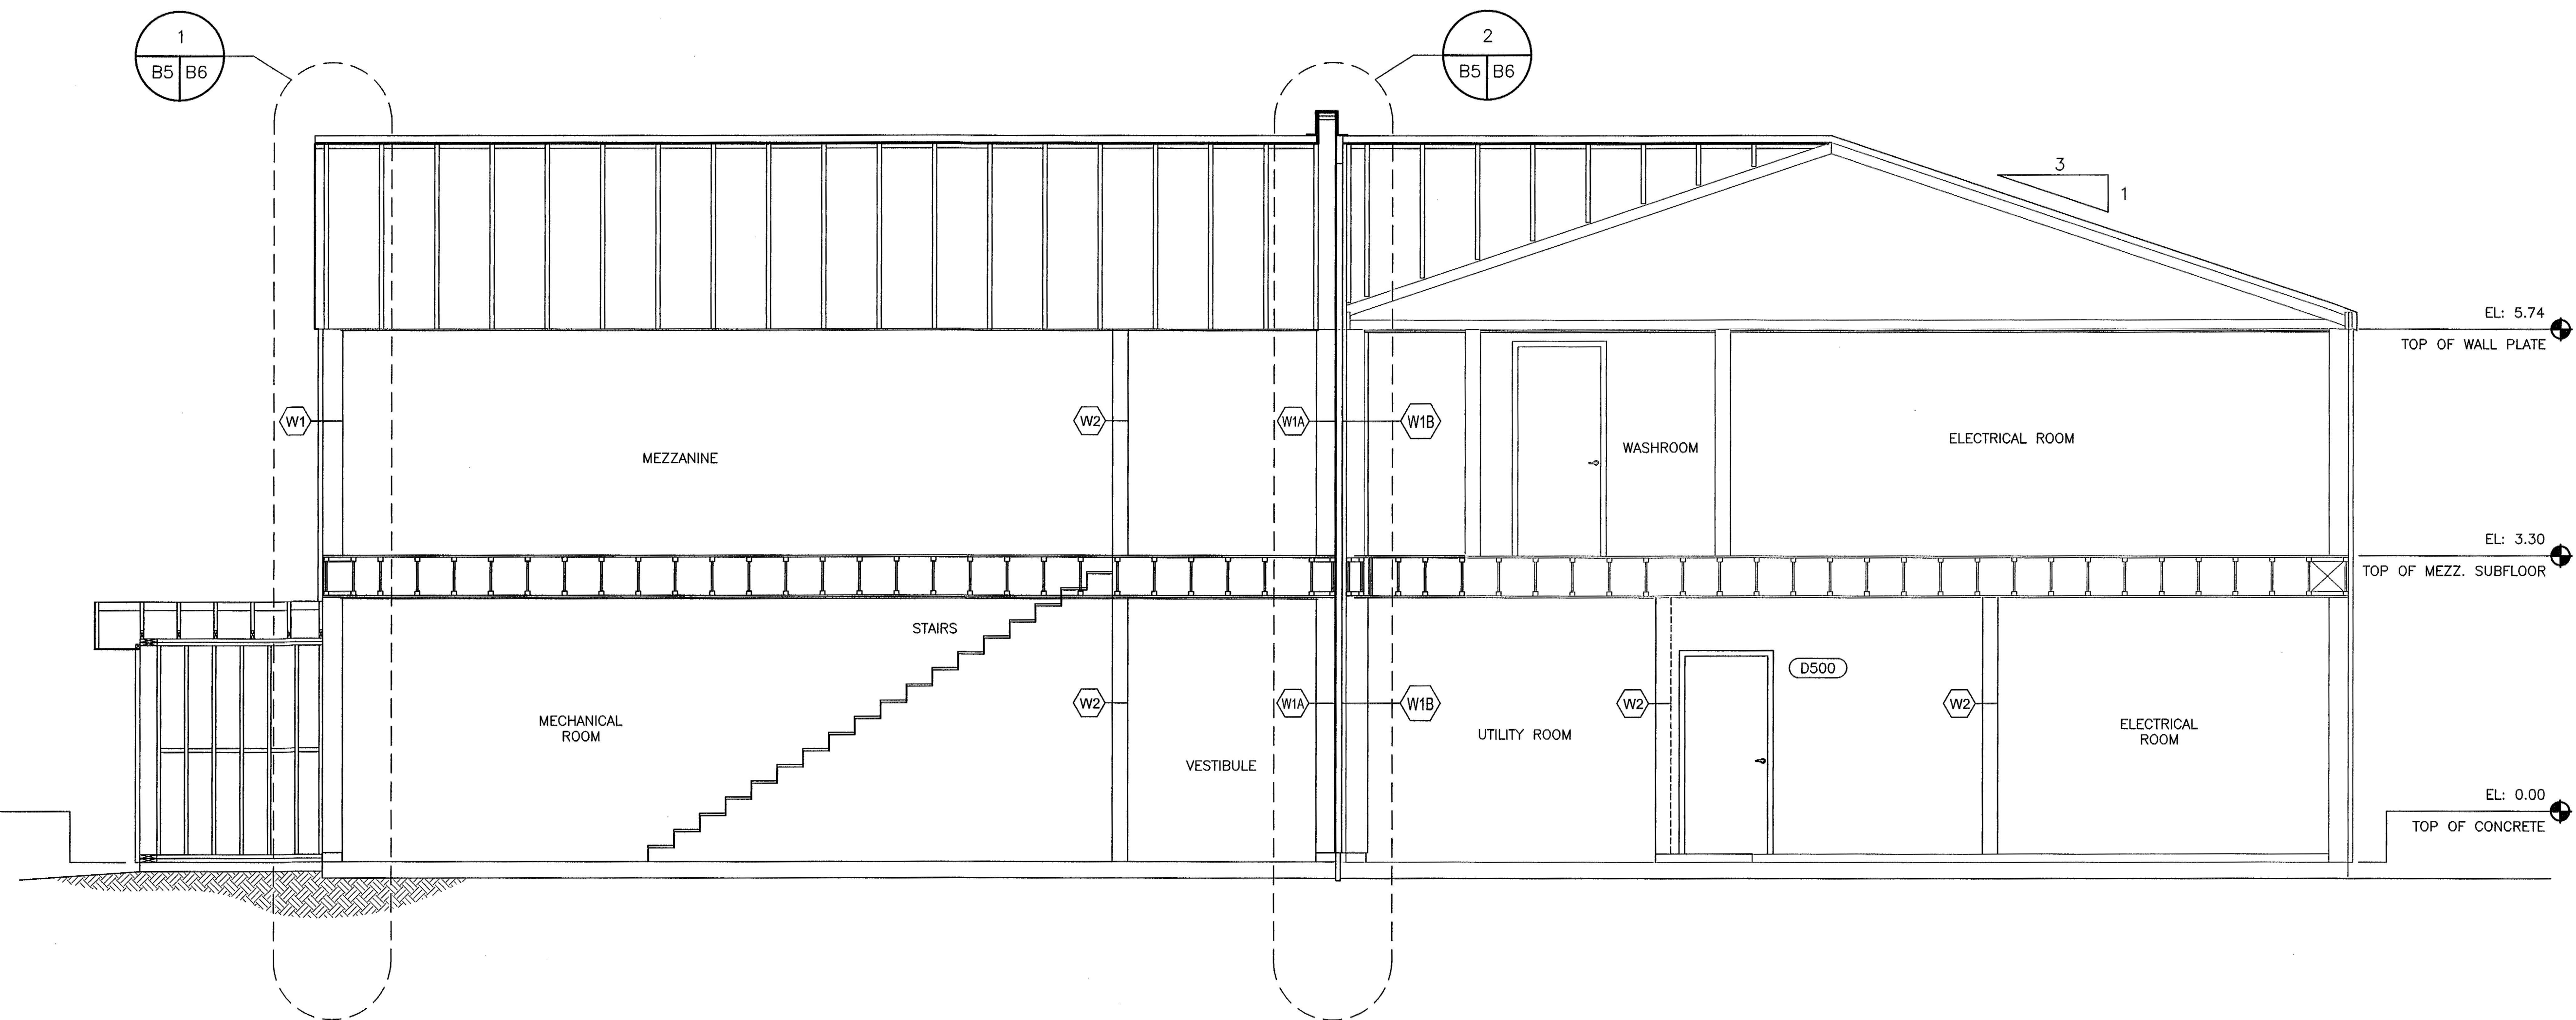 1
B5 B6
2
B5 B6
3
1
EL: 5.74
TOP OF WALL PLATE
W1
W2
W1A
W1B
MEZZANINE
WASHROOM
ELECTRICAL ROOM
EL: 3.30
TOP OF MEZZ. SUBFLOOR
STAIRS
D500
MECHANICAL
ROOM
W2
W1A
W1B
W2
W2
UTILITY ROOM
ELECTRICAL
ROOM
VESTIBULE
EL: 0.00
TOP OF CONCRETE